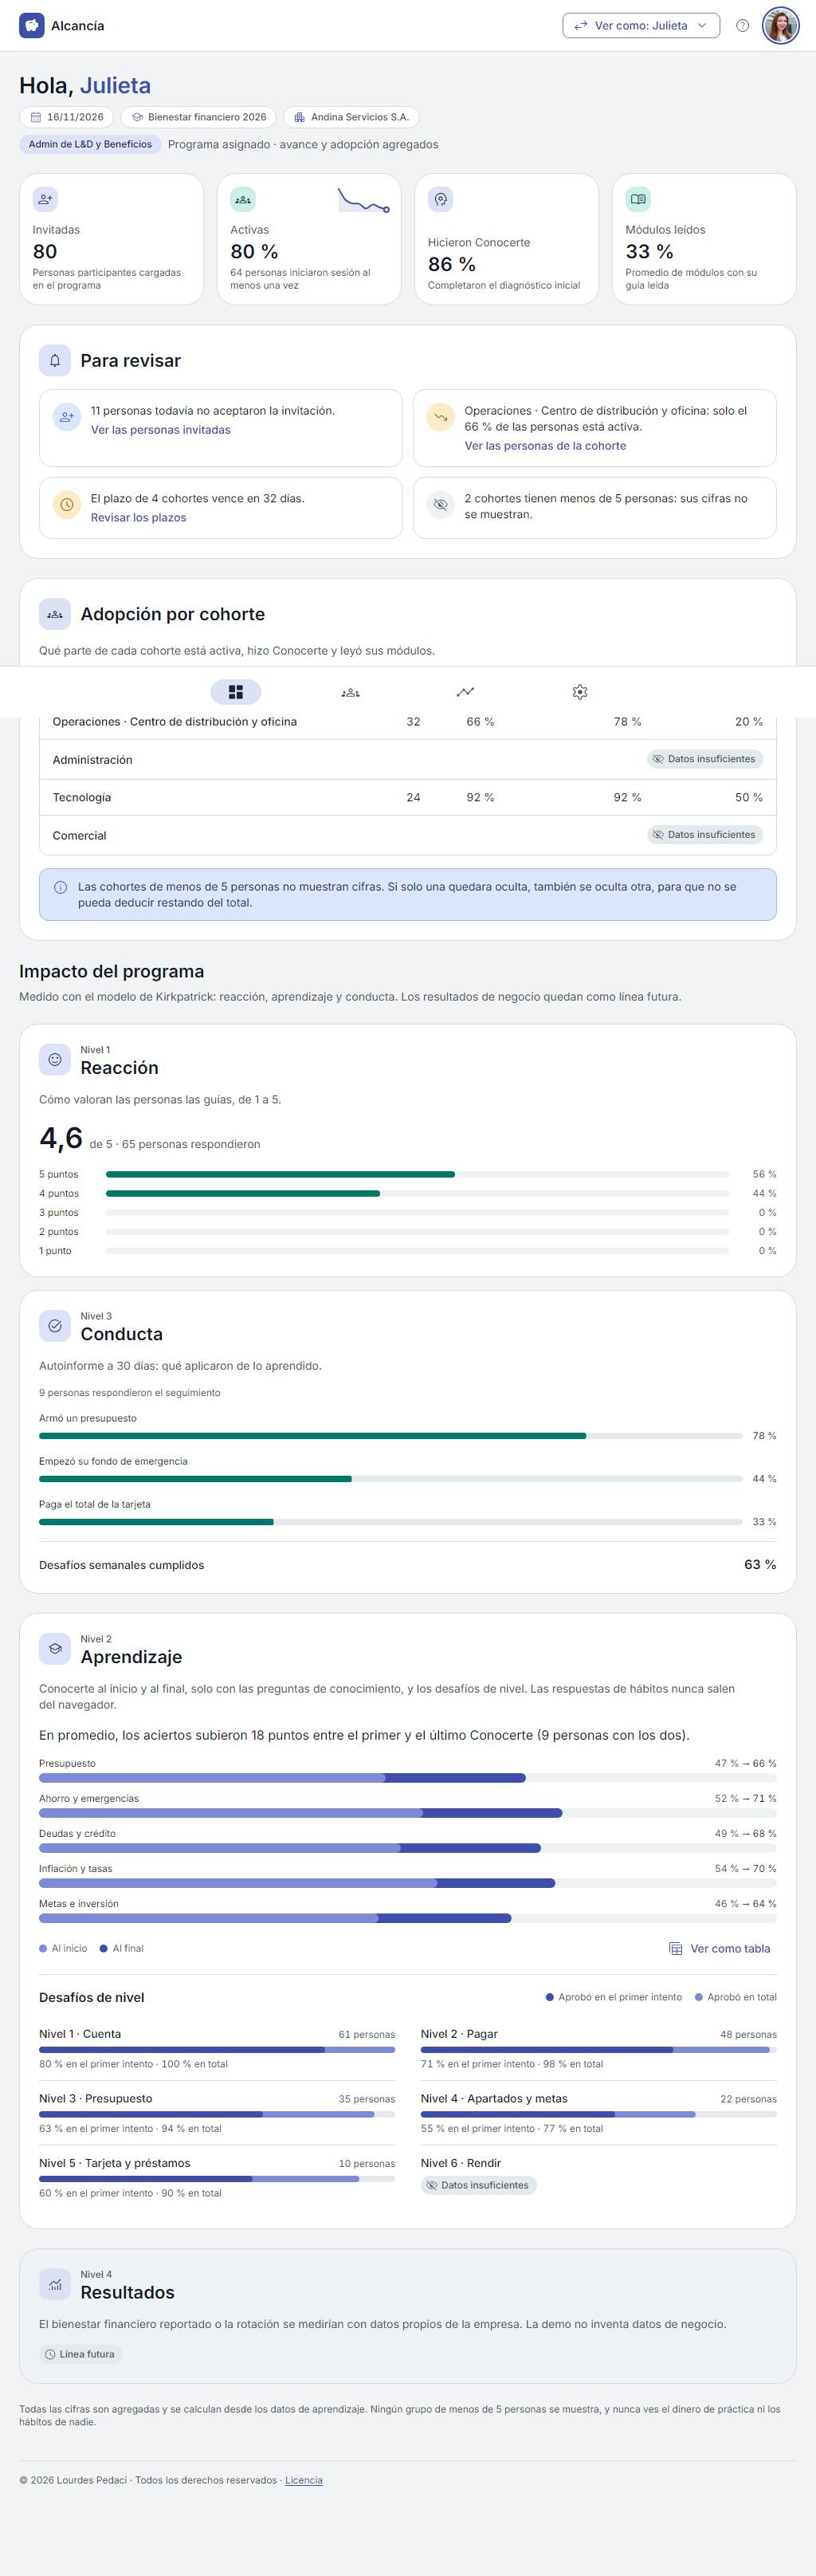 Alcancía
Ver como: Julieta
Hola, Julieta
16/11/2026
Bienestar financiero 2026
Andina Servicios S.A.
Admin de L&D y Beneficios
Programa asignado · avance y adopción agregados
Invitadas
80
Personas participantes cargadas
en el programa
Activas
80 %
64 personas iniciaron sesión al
menos una vez
Hicieron Conocerte
86 %
Completaron el diagnóstico inicial
Módulos leídos
33 %
Promedio de módulos con su
guía leída
Para revisar
11 personas todavía no aceptaron la invitación.
Ver las personas invitadas
Operaciones · Centro de distribución y oficina: solo el
66 % de las personas está activa.
Ver las personas de la cohorte
El plazo de 4 cohortes vence en 32 días.
Revisar los plazos
2 cohortes tienen menos de 5 personas: sus cifras no
se muestran.
Adopción por cohorte
Qué parte de cada cohorte está activa, hizo Conocerte y leyó sus módulos.
Operaciones · Centro de distribución y oficina 32 66 % 78 % 20 %
Administración Datos insuficientes
Tecnología 24 92 % 92 % 50 %
Comercial Datos insuficientes
Las cohortes de menos de 5 personas no muestran cifras. Si solo una quedara oculta, también se oculta otra, para que no se
pueda deducir restando del total.
Impacto del programa
Medido con el modelo de Kirkpatrick: reacción, aprendizaje y conducta. Los resultados de negocio quedan como línea futura.
Nivel 1
Reacción
Cómo valoran las personas las guías, de 1 a 5.
4,6 de 5 · 65 personas respondieron
5 puntos 56 %
4 puntos 44 %
3 puntos 0 %
2 puntos 0 %
1 punto 0 %
Nivel 3
Conducta
Autoinforme a 30 días: qué aplicaron de lo aprendido.
9 personas respondieron el seguimiento
Armó un presupuesto
78 %
Empezó su fondo de emergencia
44 %
Paga el total de la tarjeta
33 %
Desafíos semanales cumplidos 63 %
Nivel 2
Aprendizaje
Conocerte al inicio y al final, solo con las preguntas de conocimiento, y los desafíos de nivel. Las respuestas de hábitos nunca salen
del navegador.
En promedio, los aciertos subieron 18 puntos entre el primer y el último Conocerte (9 personas con los dos).
Presupuesto 47 % → 66 %
Ahorro y emergencias 52 % → 71 %
Deudas y crédito 49 % → 68 %
Inflación y tasas 54 % → 70 %
Metas e inversión 46 % → 64 %
Al inicio Al final Ver como tabla
Desafíos de nivel Aprobó en el primer intento Aprobó en total
Nivel 1 · Cuenta 61 personas
80 % en el primer intento · 100 % en total
Nivel 2 · Pagar 48 personas
71 % en el primer intento · 98 % en total
Nivel 3 · Presupuesto 35 personas
63 % en el primer intento · 94 % en total
Nivel 4 · Apartados y metas 22 personas
55 % en el primer intento · 77 % en total
Nivel 5 · Tarjeta y préstamos 10 personas
60 % en el primer intento · 90 % en total
Nivel 6 · Rendir
Datos insuficientes
Nivel 4
Resultados
El bienestar financiero reportado o la rotación se medirían con datos propios de la empresa. La demo no inventa datos de negocio.
Línea futura
Todas las cifras son agregadas y se calculan desde los datos de aprendizaje. Ningún grupo de menos de 5 personas se muestra, y nunca ves el dinero de práctica ni los
hábitos de nadie.
© 2026 Lourdes Pedaci · Todos los derechos reservados · Licencia